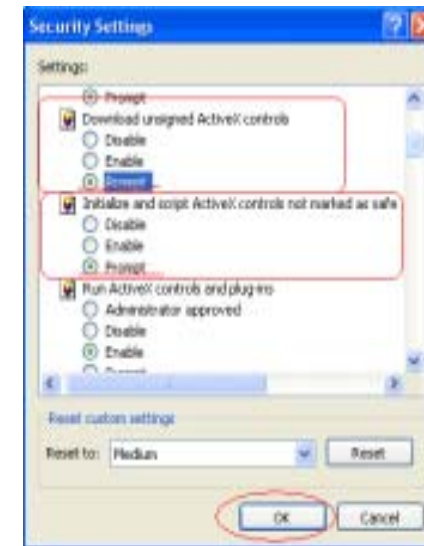 Security Settings
Settings:
Prompt
Download unsigned ActiveX controls
Disable
Enable
Prompt
Initialize and script ActiveX controls not marked as safe
Disable
Enable
Prompt
Run ActiveX controls and plug-ins
Administrator approved
Disable
Enable
Reset custom settings
Reset to: Medium Reset
OK Cancel